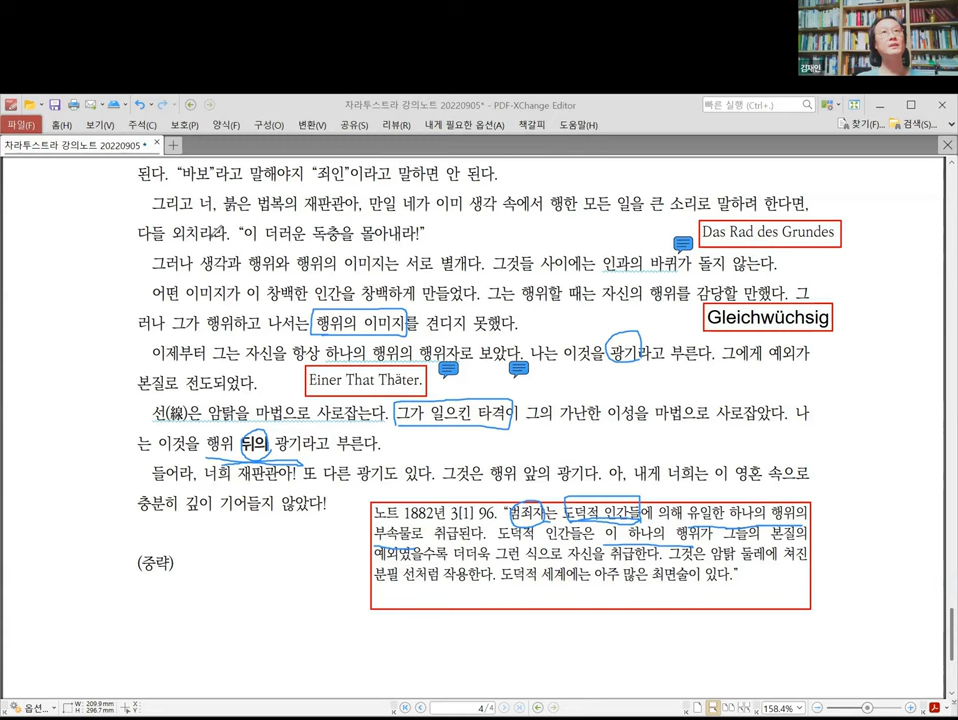 김재인
차라투스트라 강의노트 20220905* - PDF-XChange Editor
빠른 실행 (Ctrl+.)
파일(F) 홈(H) 보기(V) 주석(C) 보호(P) 양식(F) 구성(O) 변환(V) 공유(S) 리뷰(R) 내게 필요한 옵션(A) 책갈피 도움말(H) 찾기(F)... 검색(S)...
차라투스트라 강의노트 20220905 *
된다. “바보”라고 말해야지 “죄인”이라고 말하면 안 된다.
그리고 너, 붉은 법복의 재판관아, 만일 네가 이미 생각 속에서 행한 모든 일을 큰 소리로 말하려 한다면,
다들 외치리라. “이 더러운 독충을 몰아내라!”
Das Rad des Grundes
그러나 생각과 행위와 행위의 이미지는 서로 별개다. 그것들 사이에는 인과의 바퀴가 돌지 않는다.
어떤 이미지가 이 창백한 인간을 창백하게 만들었다. 그는 행위할 때는 자신의 행위를 감당할 만했다. 그
러나 그가 행위하고 나서는 행위의 이미지를 견디지 못했다.
Gleichwüchsig
이제부터 그는 자신을 항상 하나의 행위의 행위자로 보았다. 나는 이것을 광기라고 부른다. 그에게 예외가
본질로 전도되었다.
Einer That Thäter.
선(線)은 암탉을 마법으로 사로잡는다. 그가 일으킨 타격이 그의 가난한 이성을 마법으로 사로잡았다. 나
는 이것을 행위 뒤의 광기라고 부른다.
들어라, 너희 재판관아! 또 다른 광기도 있다. 그것은 행위 앞의 광기다. 아, 내게 너희는 이 영혼 속으로
충분히 깊이 기어들지 않았다!
노트 1882년 3[1] 96. “범죄자는 도덕적 인간들에 의해 유일한 하나의 행위의
부속물로 취급된다. 도덕적 인간들은 이 하나의 행위가 그들의 본질의
예외였을수록 더더욱 그런 식으로 자신을 취급한다. 그것은 암탉 둘레에 쳐진
분필 선처럼 작용한다. 도덕적 세계에는 아주 많은 최면술이 있다.”
(중략)
옵션... W: 209.9mm H: 296.7mm X: Y: 4/4 158.4%